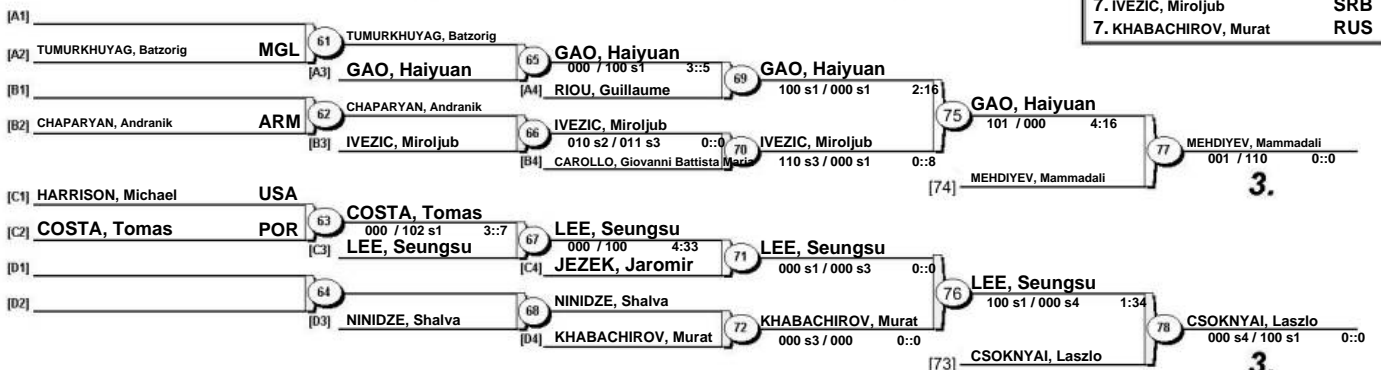 7. IVEZIC, Miroljub SRB
7. KHABACHIROV, Murat RUS
[A1]
[A2] TUMURKHUYAG, Batzorig MGL
61
TUMURKHUYAG, Batzorig
[A3] GAO, Haiyuan
65
GAO, Haiyuan
000 / 100 s1 3::5
[A4] RIOU, Guillaume
69
GAO, Haiyuan
100 s1 / 000 s1 2:16
[B1]
[B2] CHAPARYAN, Andranik ARM
62
CHAPARYAN, Andranik
[B3] IVEZIC, Miroljub
66
IVEZIC, Miroljub
010 s2 / 011 s3 0::0
[B4] CAROLLO, Giovanni Battista Maria
70
IVEZIC, Miroljub
110 s3 / 000 s1 0::8
75
GAO, Haiyuan
101 / 000 4:16
[74] MEHDIYEV, Mammadali
77
MEHDIYEV, Mammadali
001 / 110 0::0
3.
[C1] HARRISON, Michael USA
[C2] COSTA, Tomas POR
63
COSTA, Tomas
000 / 102 s1 3::7
[C3] LEE, Seungsu
67
LEE, Seungsu
000 / 100 4:33
[C4] JEZEK, Jaromir
71
LEE, Seungsu
000 s1 / 000 s3 0::0
[D1]
[D2]
64
[D3] NINIDZE, Shalva
68
NINIDZE, Shalva
[D4] KHABACHIROV, Murat
72
KHABACHIROV, Murat
000 s3 / 000 0::0
76
LEE, Seungsu
100 s1 / 000 s4 1:34
[73] CSOKNYAI, Laszlo
78
CSOKNYAI, Laszlo
000 s4 / 100 s1 0::0
3.